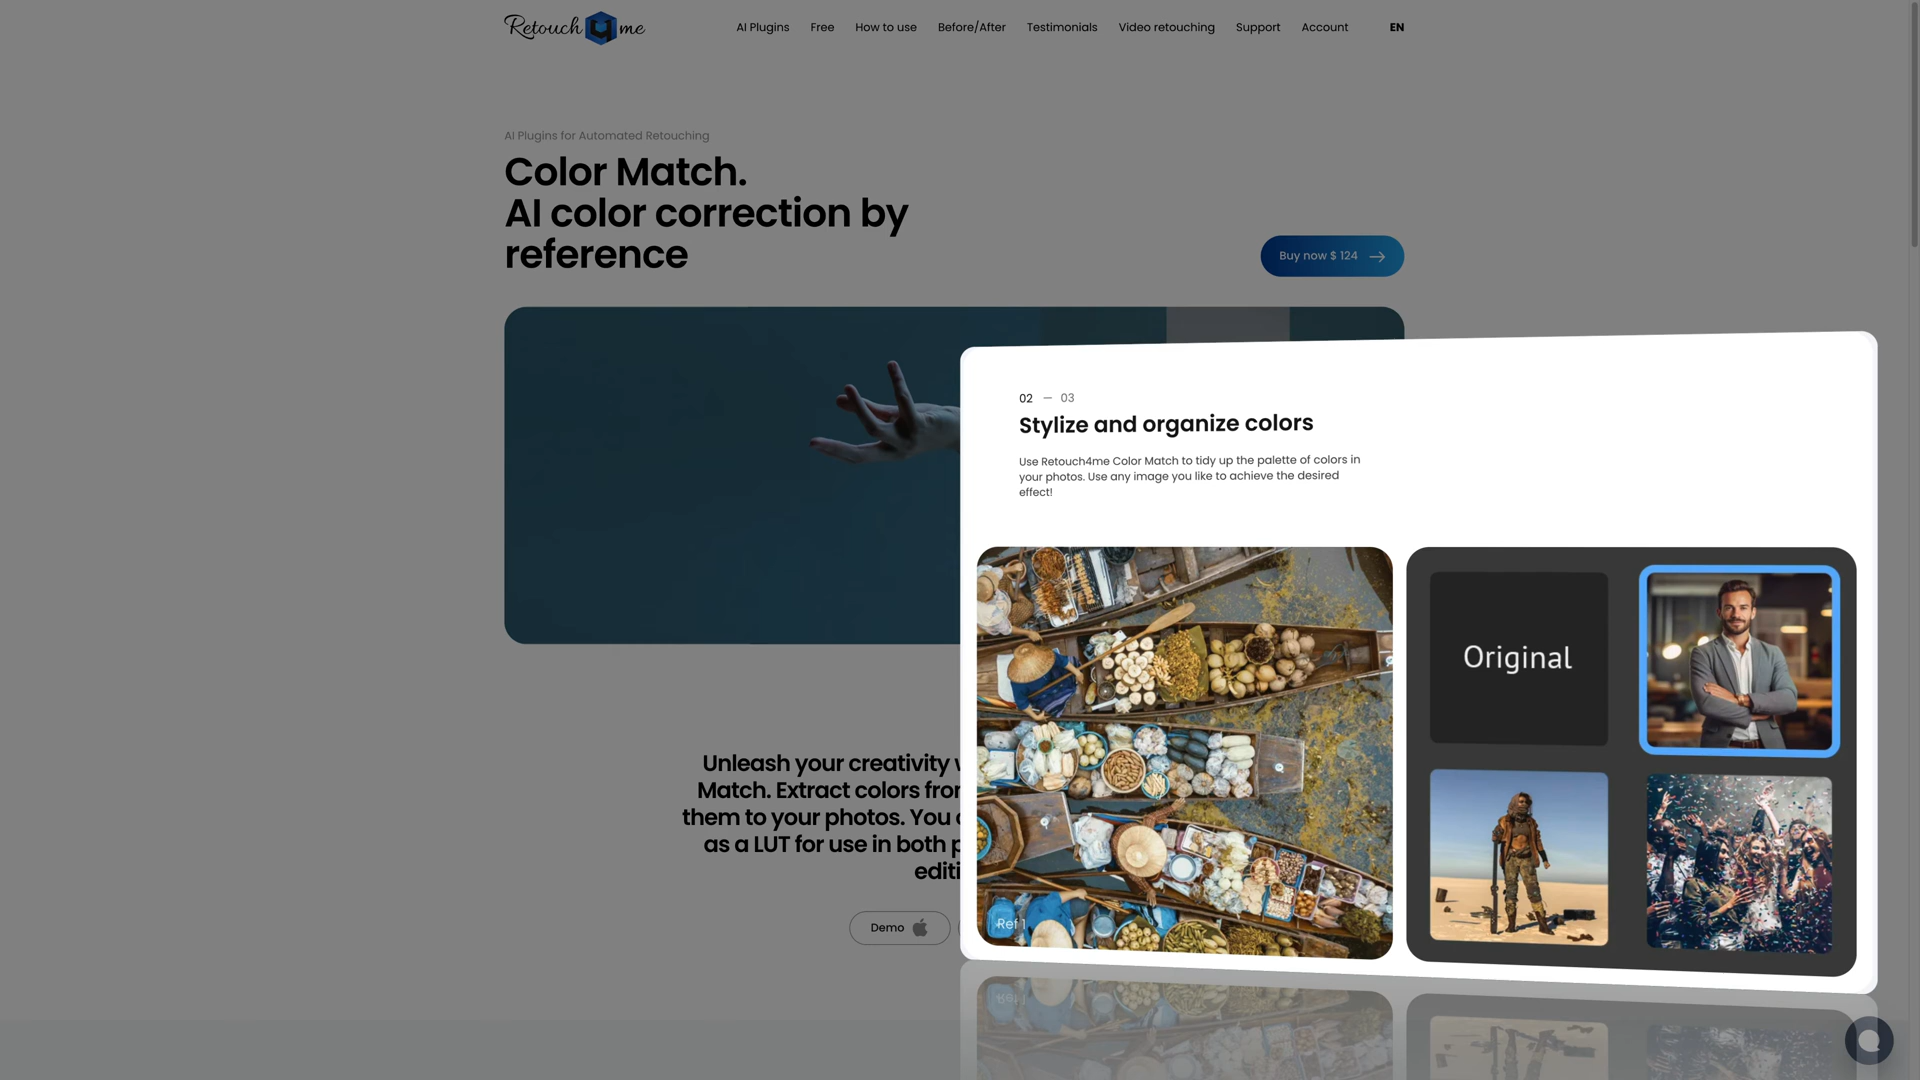 Retouch4me
AI Plugins
Free
How to use
Before/After
Testimonials
Video retouching
Support
Account
EN
AI Plugins for Automated Retouching
Color Match.
AI color correction by
reference
Buy now $ 124
02 — 03
Stylize and organize colors
Use Retouch4me Color Match to tidy up the palette of colors in
your photos. Use any image you like to achieve the desired
effect!
Original
Ref 1
Unleash your creativity
Match. Extract colors
them to your photos. You
as a LUT for use in both
Demo